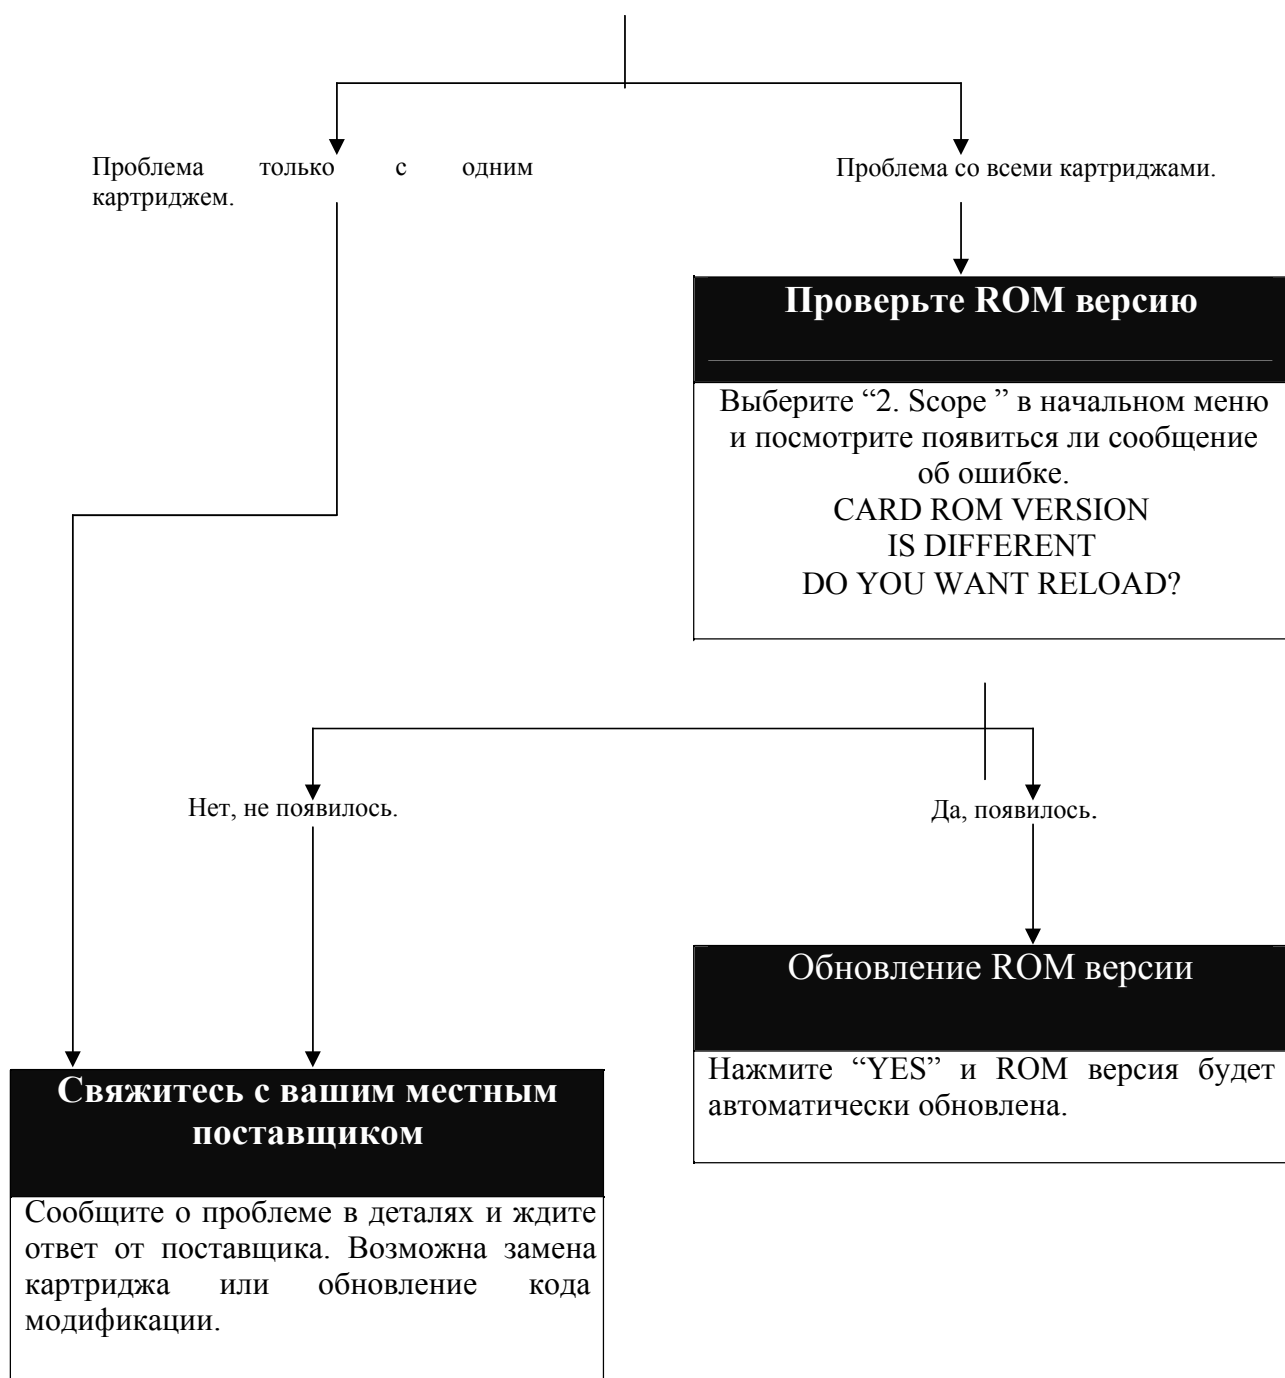 Проблема только с одним
картриджем.
Проблема со всеми картриджами.
Проверьте ROM версию
Выберите “2. Scope ” в начальном меню
и посмотрите появиться ли сообщение
об ошибке.
CARD ROM VERSION
IS DIFFERENT
DO YOU WANT RELOAD?
Нет, не появилось.
Да, появилось.
Обновление ROM версии
Нажмите “YES” и ROM версия будет
автоматически обновлена.
Свяжитесь с вашим местным
поставщиком
Сообщите о проблеме в деталях и ждите
ответ от поставщика. Возможна замена
картриджа или обновление кода
модификации.